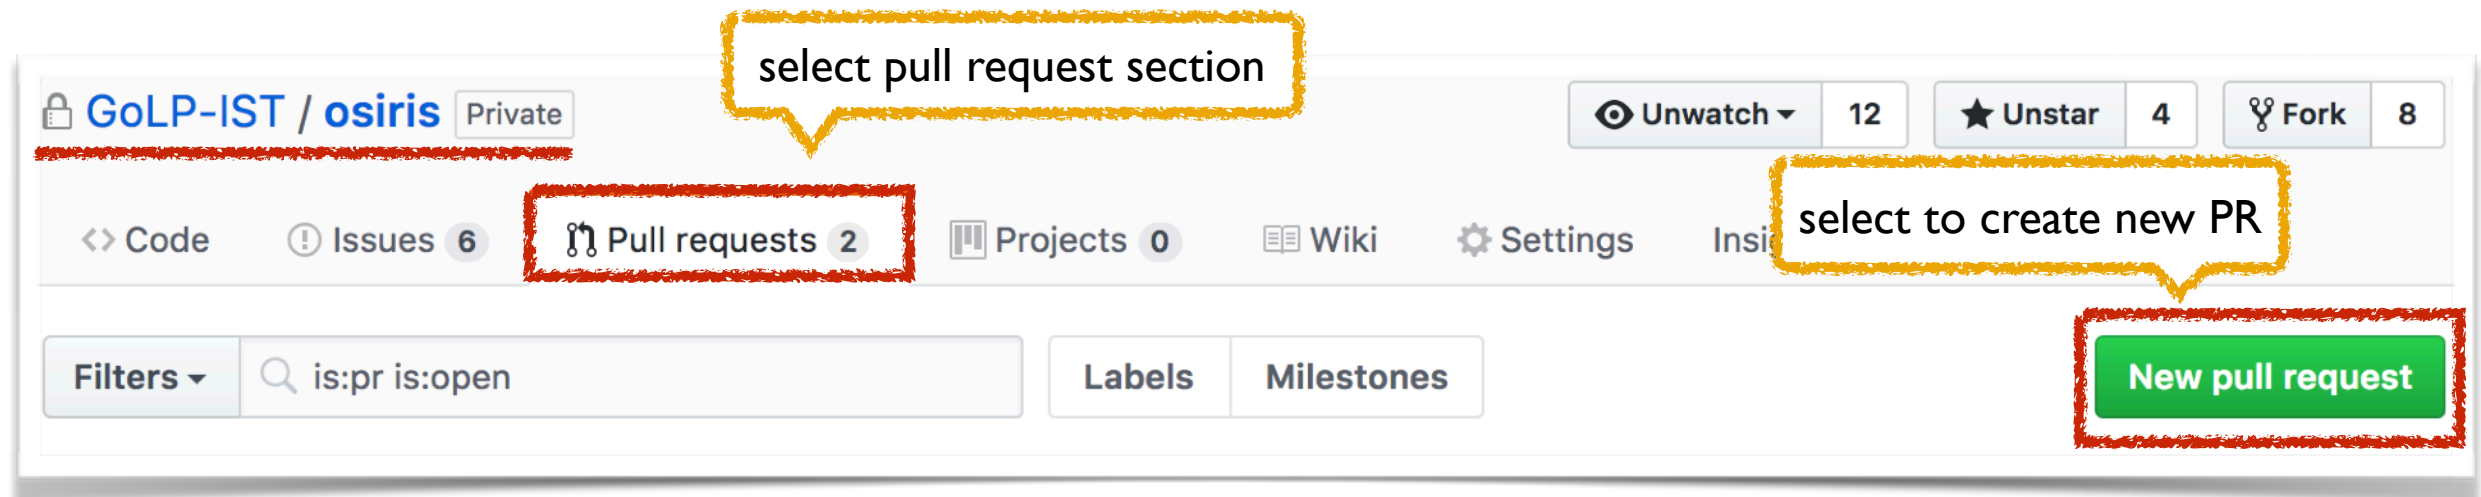 select pull request section
GoLP-IST / osiris Private
Unwatch 12 Unstar 4 Fork 8
select to create new PR
Code Issues 6 Pull requests 2 Projects 0 Wiki Settings
Filters is:pr is:open Labels Milestones New pull request